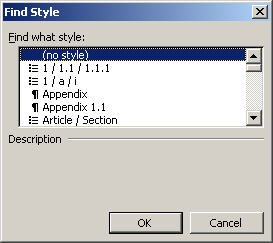 Find Style
Find what style:
(no style)
1 / 1.1 / 1.1.1
1 / a / i
¶ Appendix
¶ Appendix 1.1
Article / Section
Description
OK
Cancel